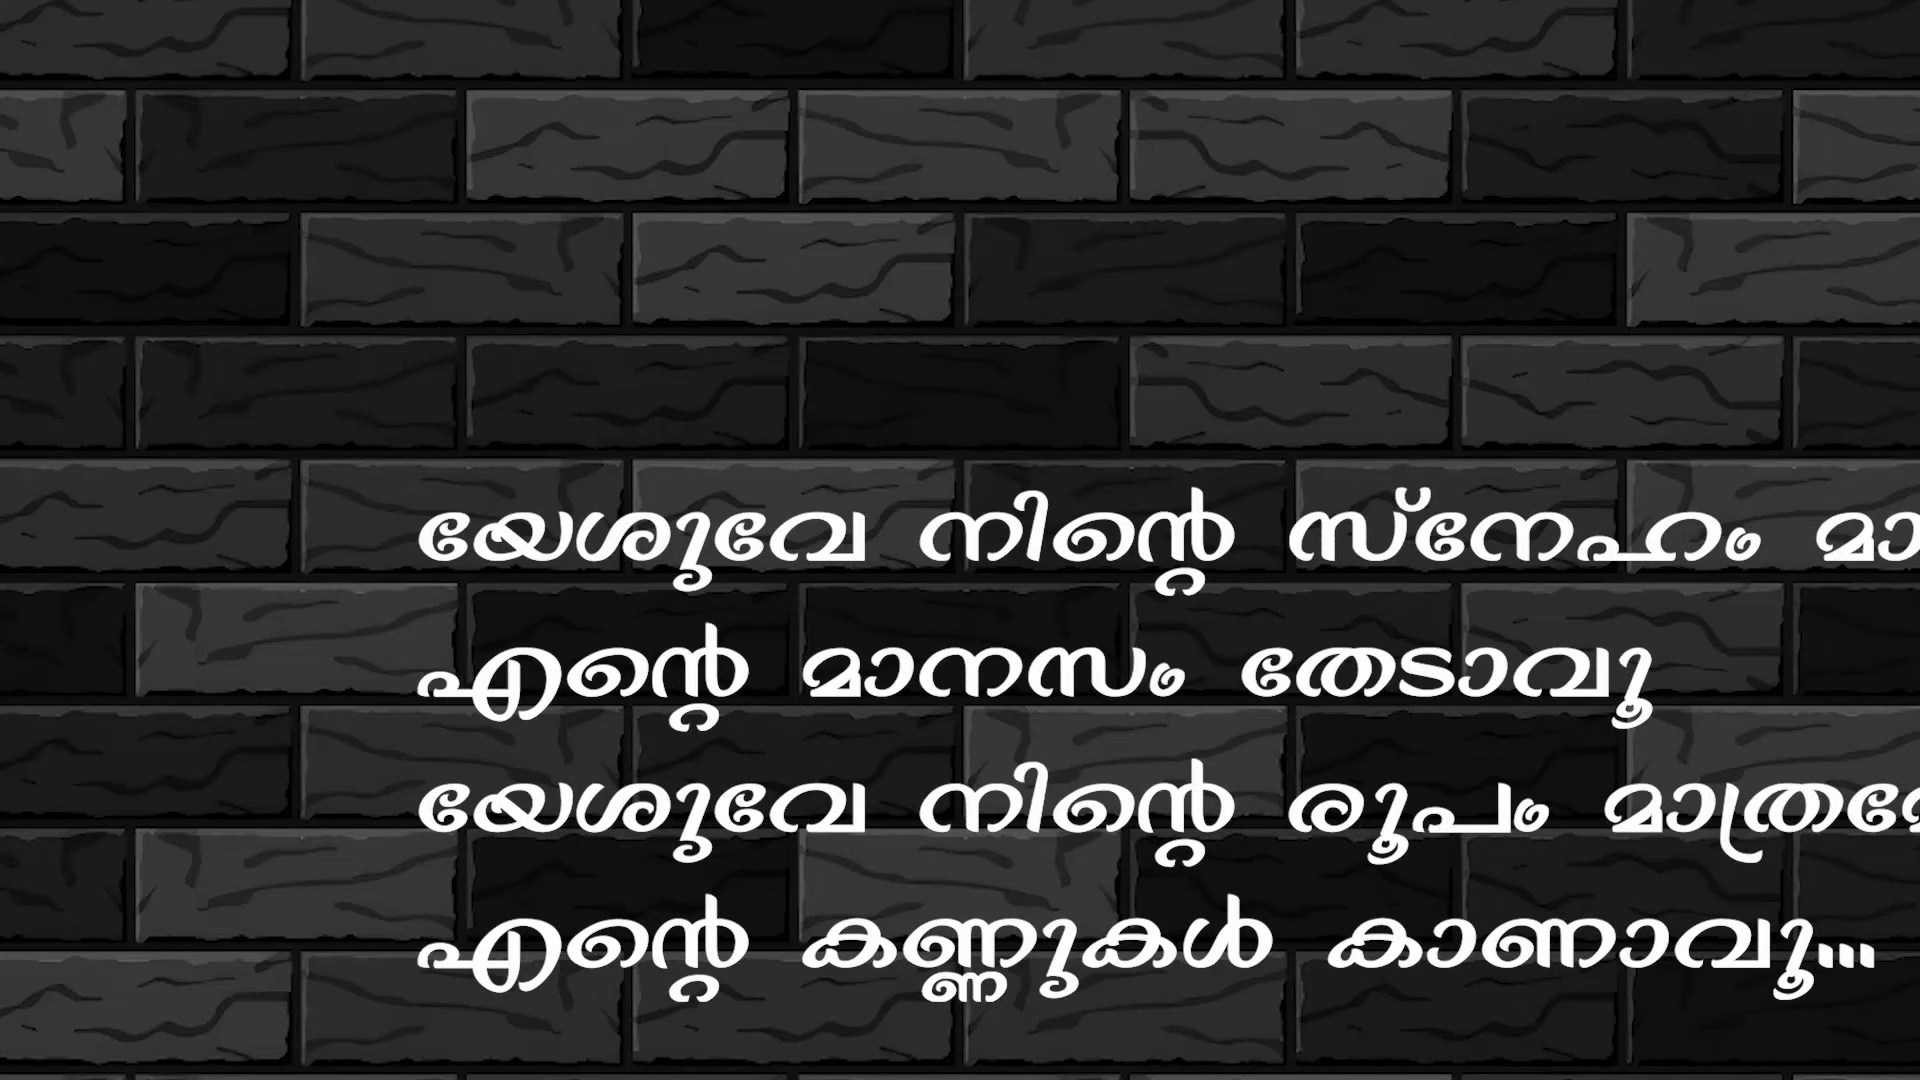 യേശുവേ നിന്റെ സ്നേഹം
എന്റെ മാനസം തേടാവൂ
യേശുവേ നിന്റെ രൂപം
എന്റെ കണ്ണുകൾ കാണാവൂ...